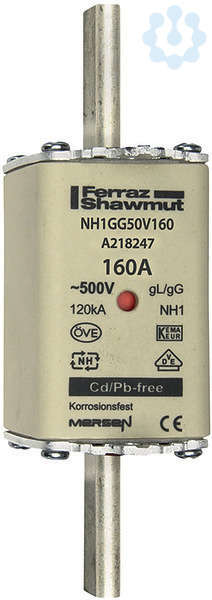 Ferraz
Shawmut
NH1GG50V160
A218247
160A
~500V gL/gG
120kA NH1
ÖVE KEMA KEUR
NH VDE
Cd/Pb-free
Korrosionsfest
MERSEN CE